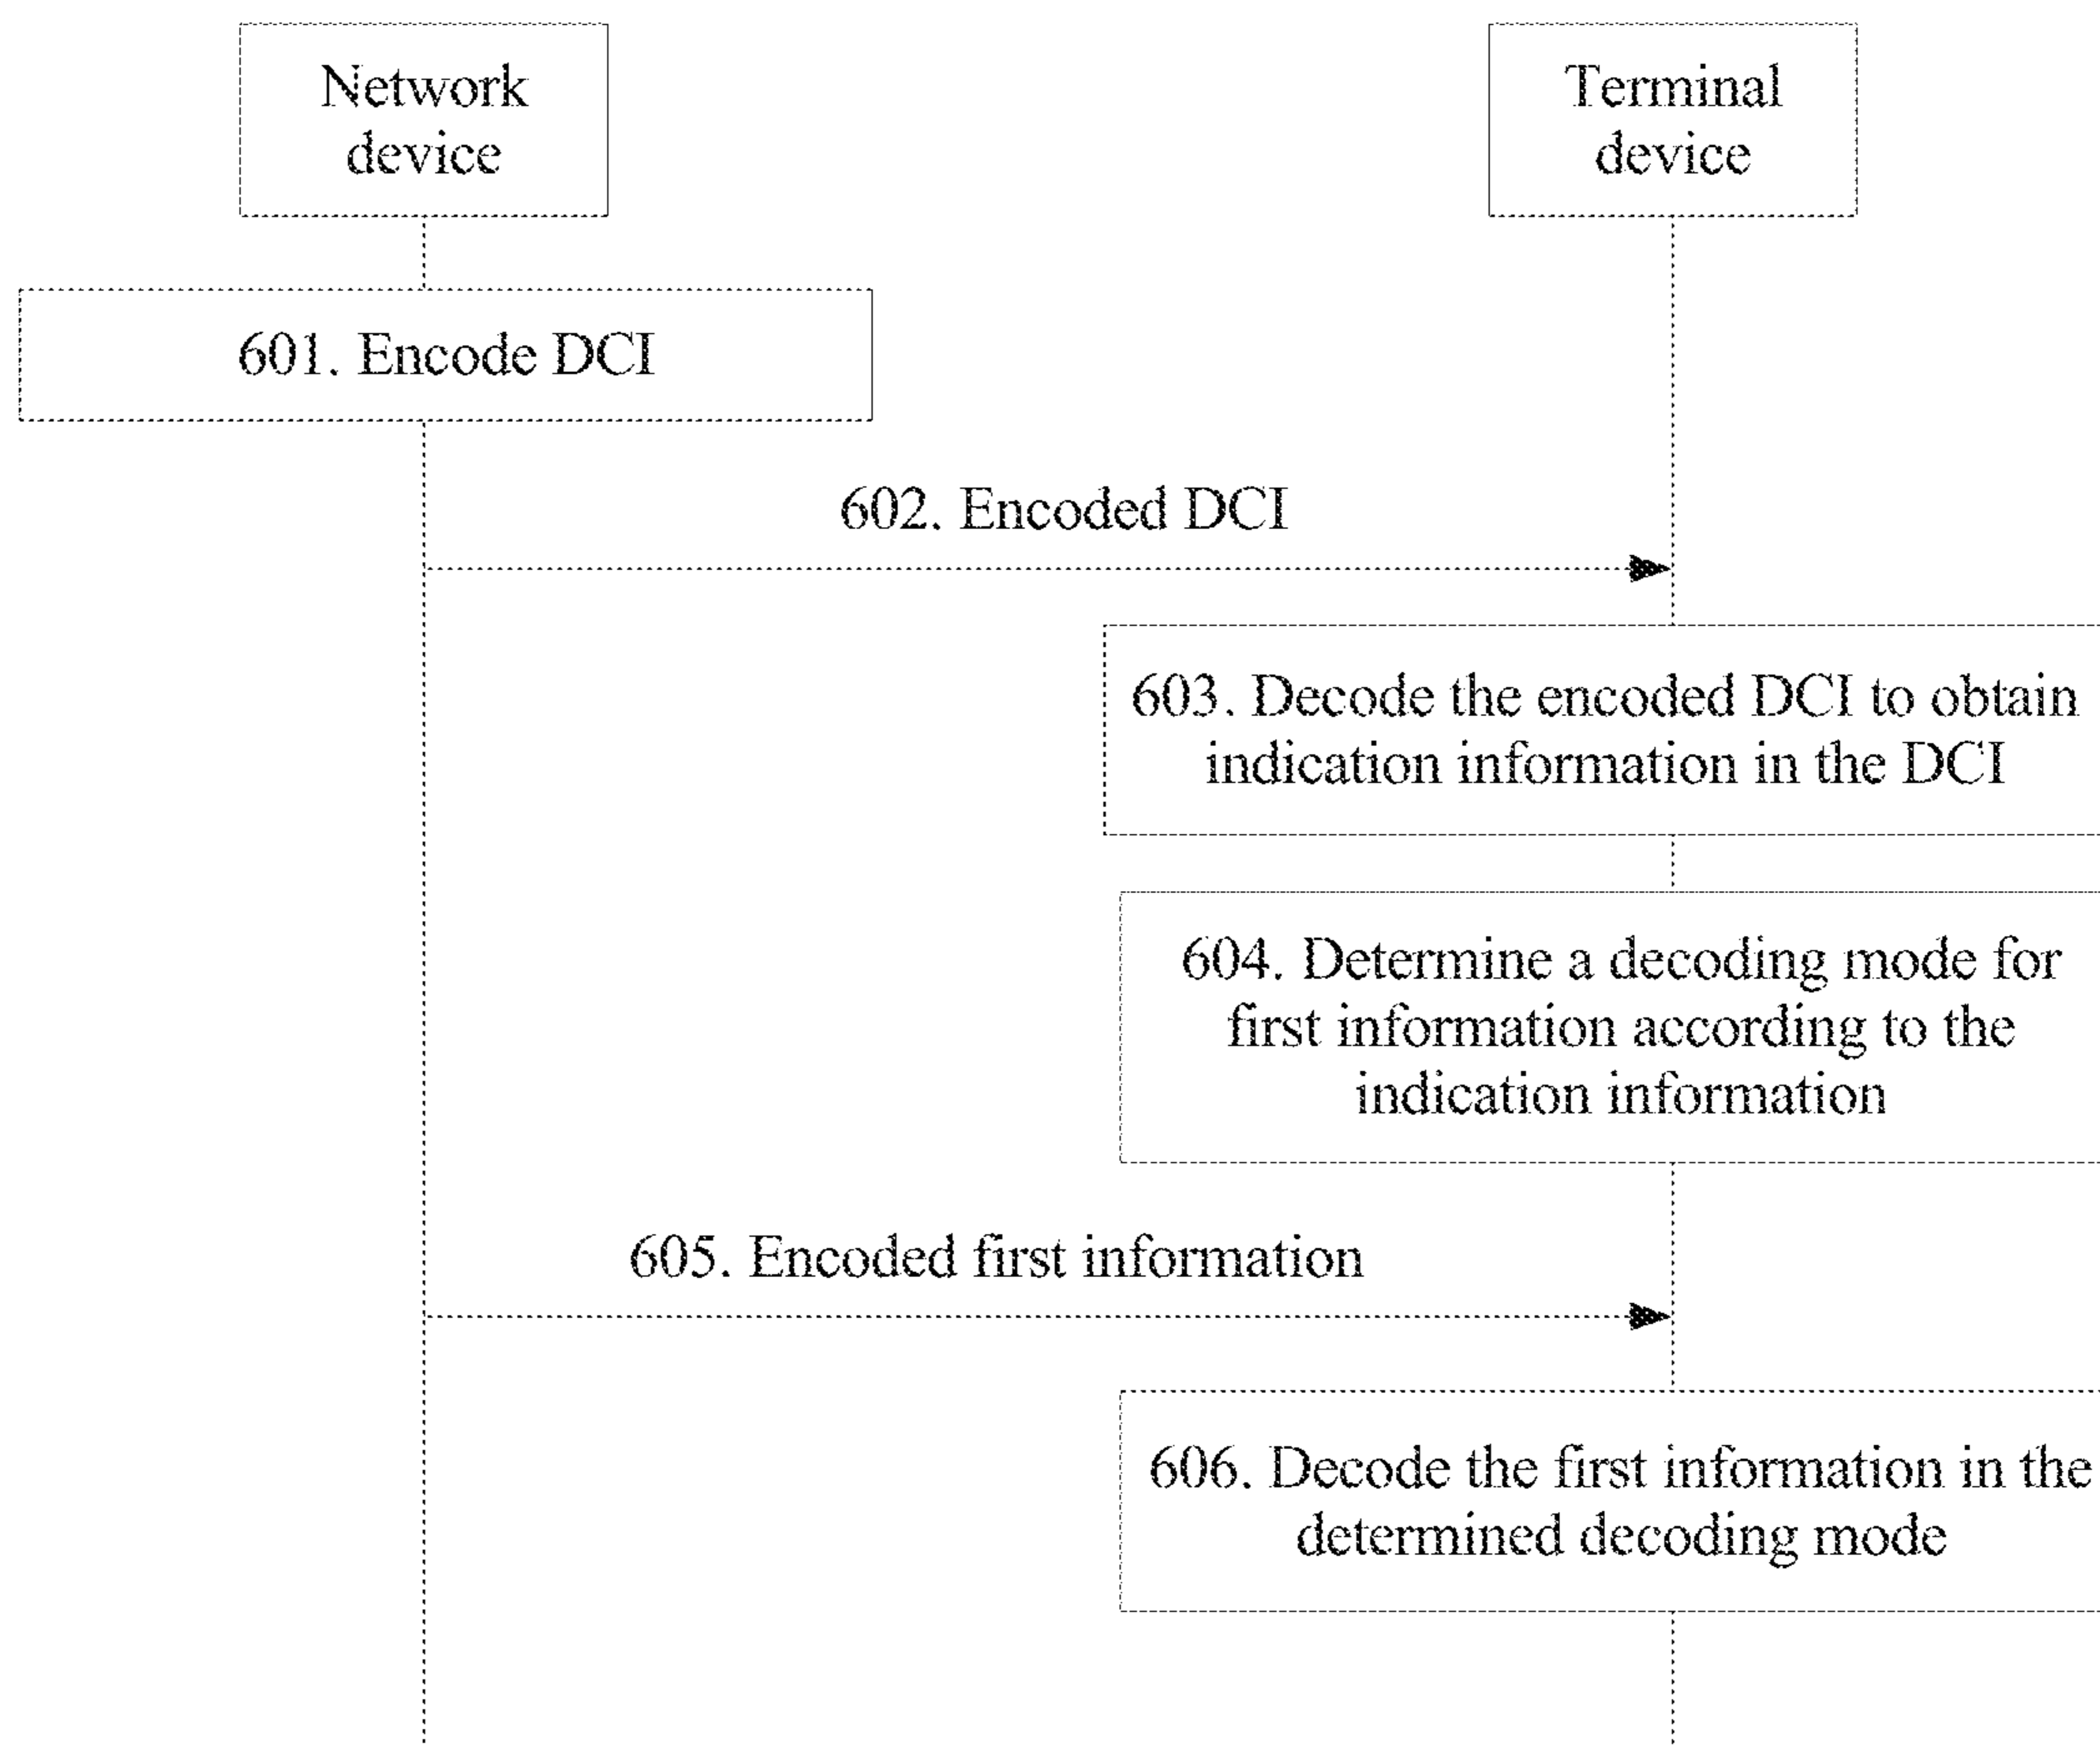 Network
device
Terminal
device
601. Encode DCI
602. Encoded DCI
603. Decode the encoded DCI to obtain
indication information in the DCI
604. Determine a decoding mode for
first information according to the
indication information
605. Encoded first information
606. Decode the first information in the
determined decoding mode